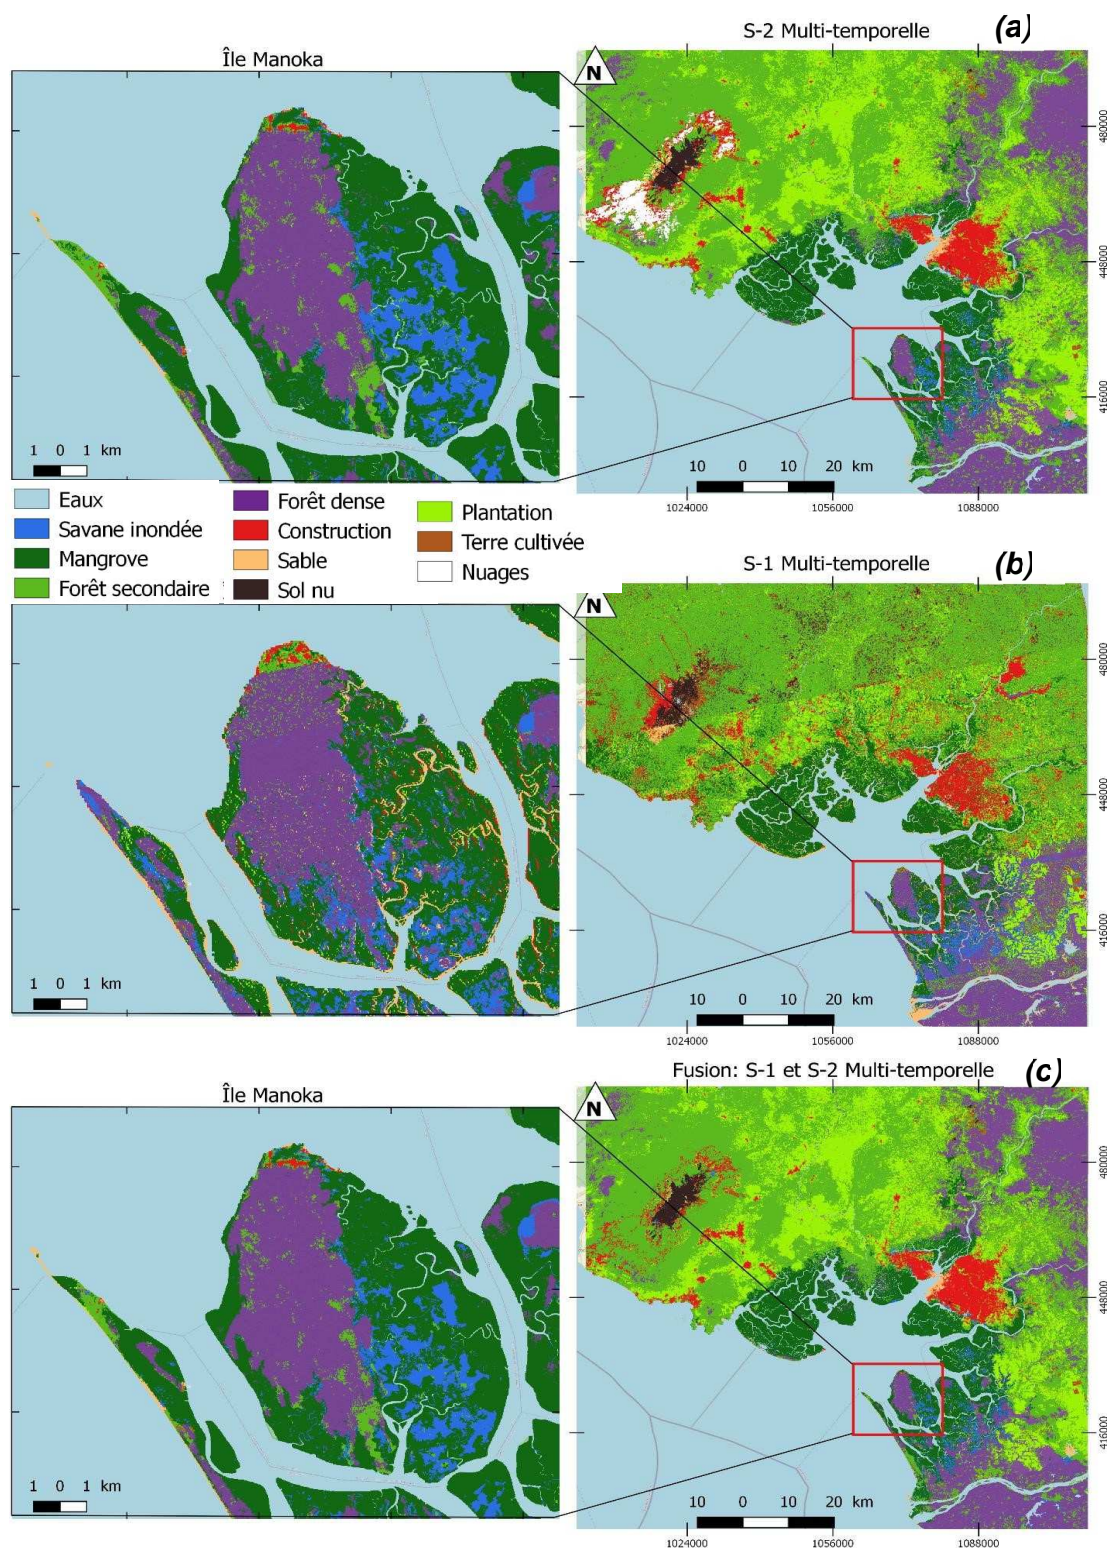 S-2 Multi-temporelle
(a)
Île Manoka
N
480000
448000
416000
1 0 1 km
10 0 10 20 km
1024000 1056000 1088000
Eaux
Savane inondée
Mangrove
Forêt secondaire
Forêt dense
Construction
Sable
Sol nu
Plantation
Terre cultivée
Nuages
S-1 Multi-temporelle
(b)
N
480000
448000
416000
1 0 1 km
10 0 10 20 km
1024000 1056000 1088000
Fusion: S-1 et S-2 Multi-temporelle
(c)
Île Manoka
N
480000
448000
416000
1 0 1 km
10 0 10 20 km
1024000 1056000 1088000